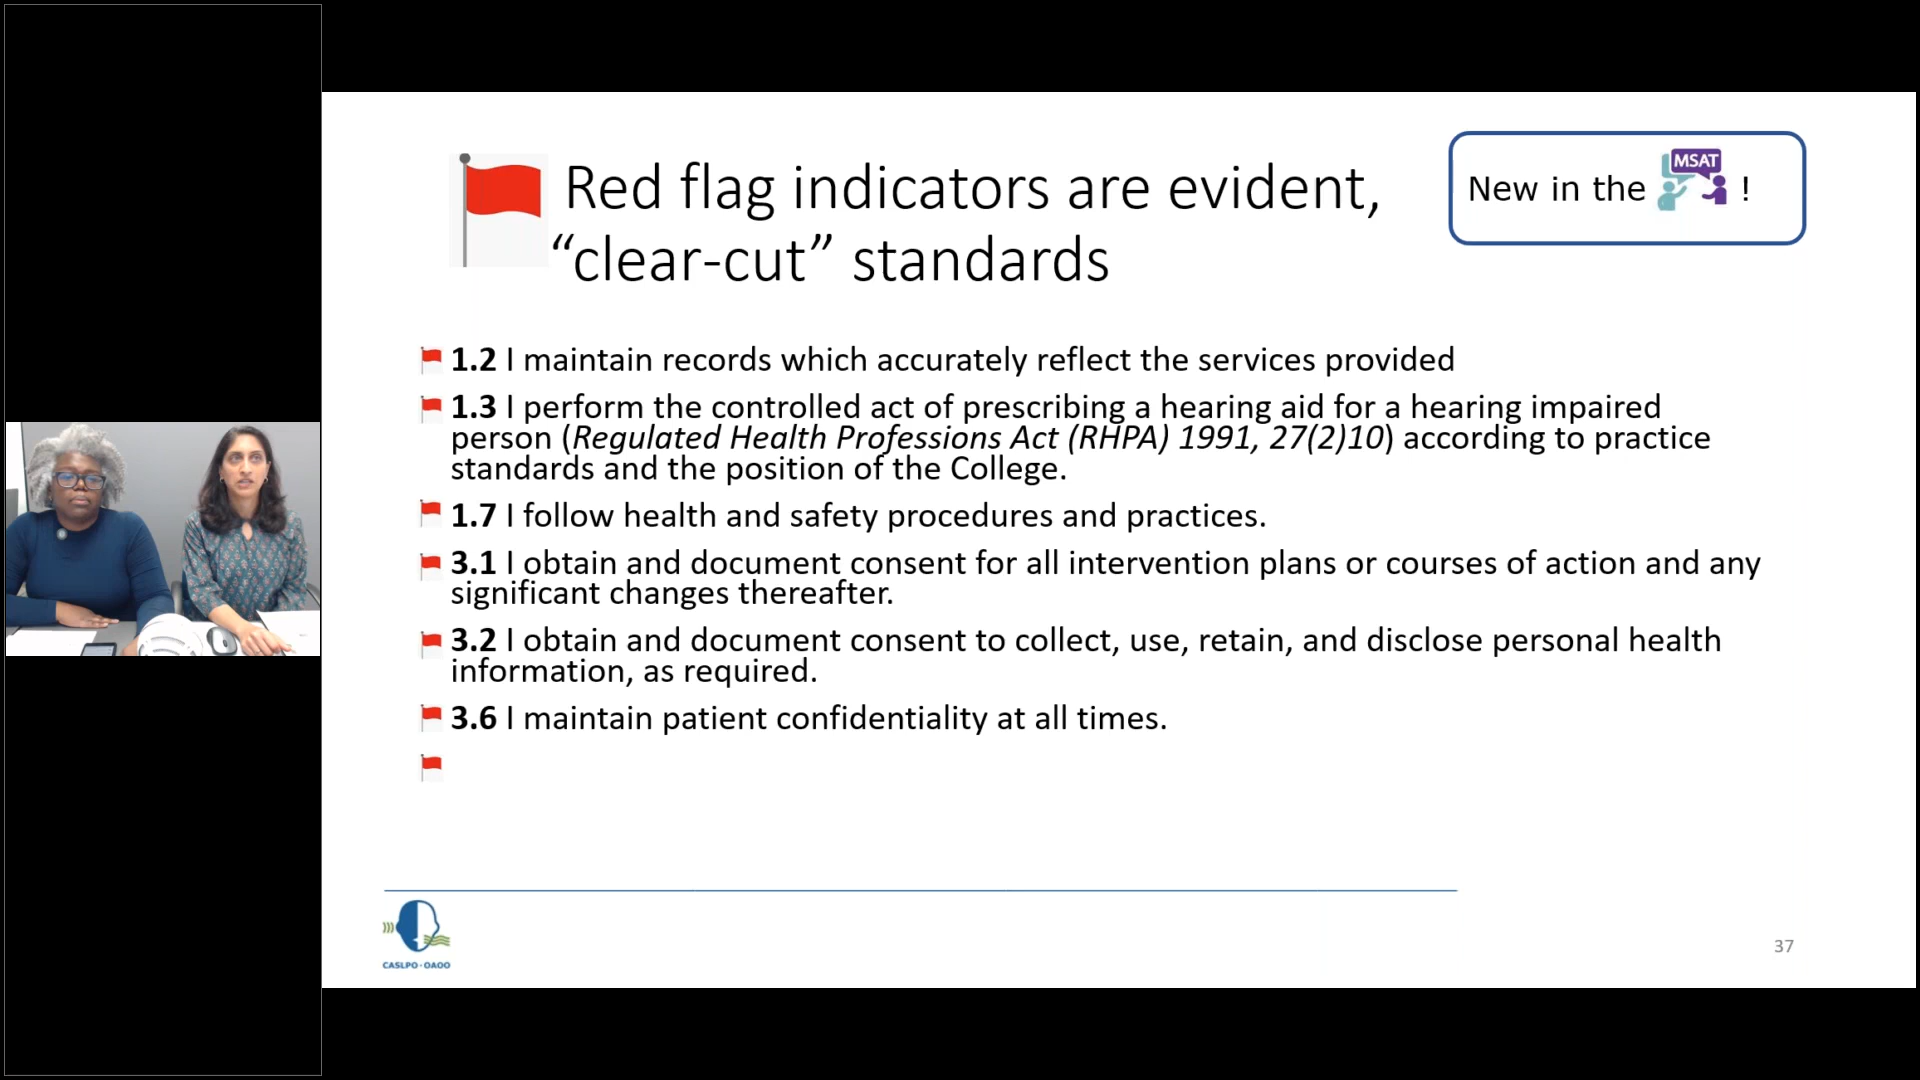 Red flag indicators are evident,
“clear-cut” standards
New in the MSAT !
1.2 I maintain records which accurately reflect the services provided
1.3 I perform the controlled act of prescribing a hearing aid for a hearing impaired
person (Regulated Health Professions Act (RHPA) 1991, 27(2)10) according to practice
standards and the position of the College.
1.7 I follow health and safety procedures and practices.
3.1 I obtain and document consent for all intervention plans or courses of action and any
significant changes thereafter.
3.2 I obtain and document consent to collect, use, retain, and disclose personal health
information, as required.
3.6 I maintain patient confidentiality at all times.
CASLPO·OAOO
37